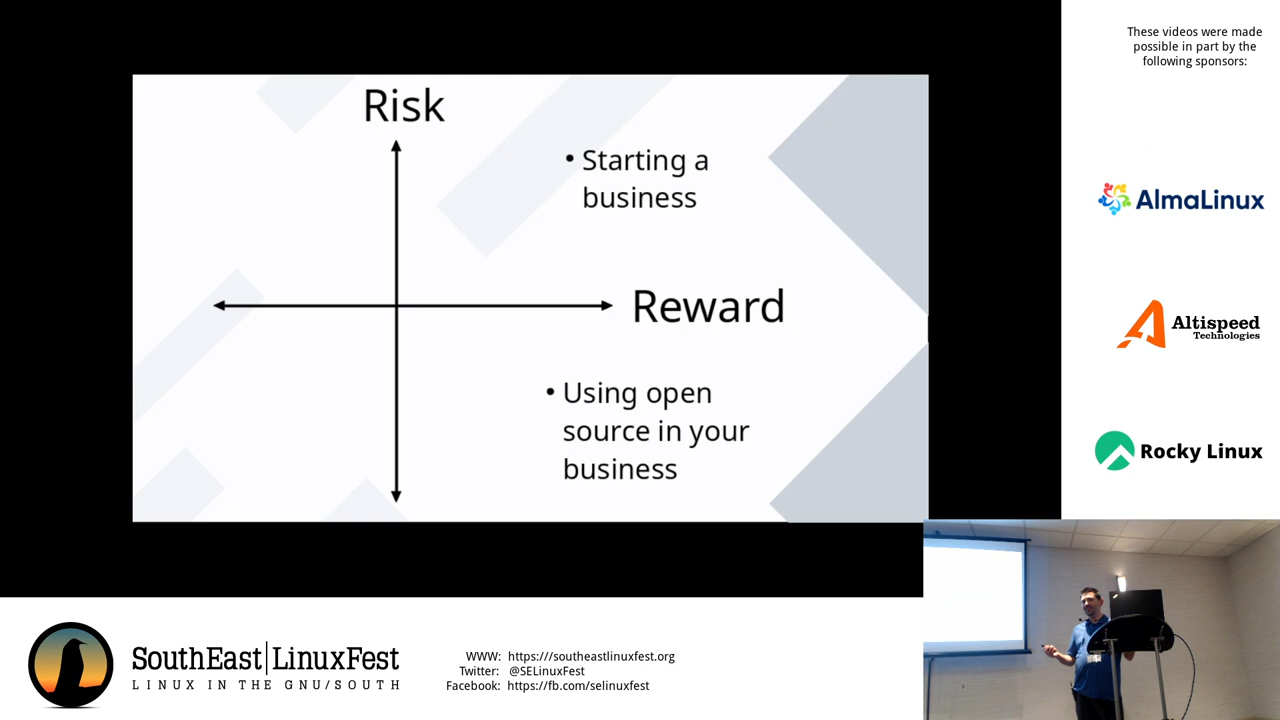 These videos were made
possible in part by the
following sponsors:
Risk
• Starting a
business
Reward
• Using open
source in your
business
AlmaLinux
Altispeed
Technologies
Rocky Linux
SouthEast|LinuxFest
LINUX IN THE GNU/SOUTH
WWW: https:///southeastlinuxfest.org
Twitter: @SELinuxFest
Facebook: https://fb.com/selinuxfest